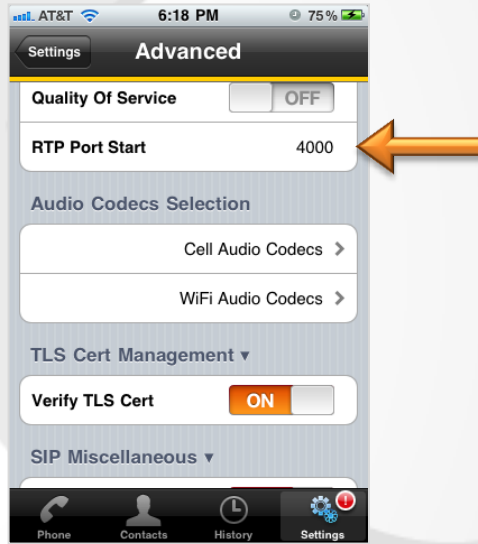 AT&T 6:18 PM 75%
Settings Advanced
Quality Of Service OFF
RTP Port Start 4000
Audio Codecs Selection
Cell Audio Codecs >
WiFi Audio Codecs >
TLS Cert Management ▾
Verify TLS Cert ON
SIP Miscellaneous ▾
Phone Contacts History Settings